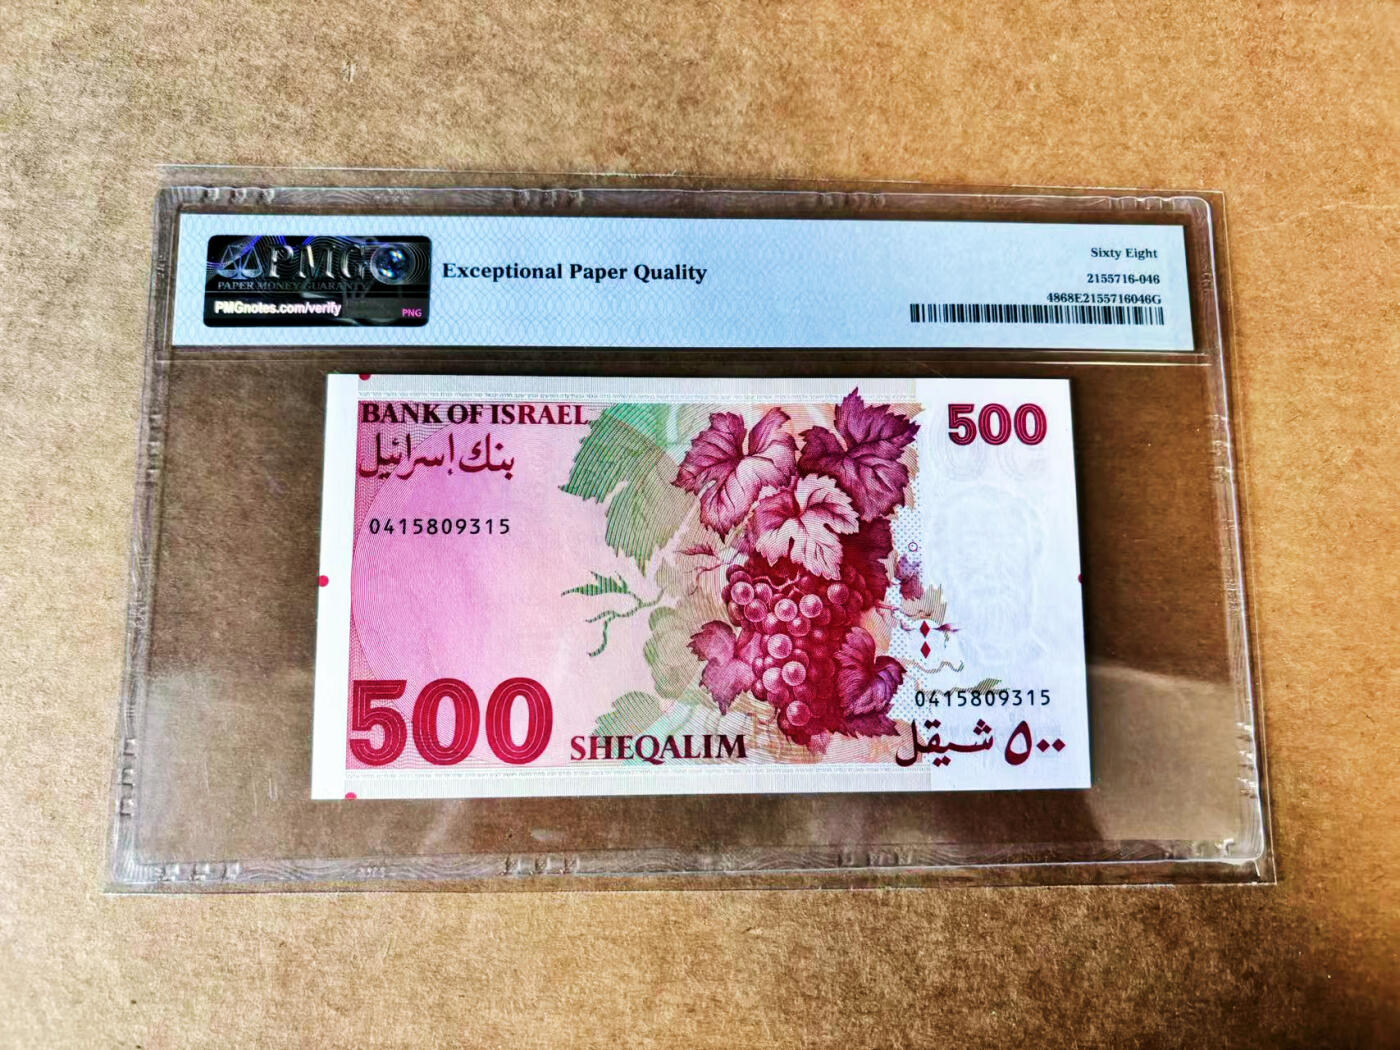 PMG
PAPER MONEY GUARANTY
PMGnotes.com/verify
PNG
Exceptional Paper Quality
Sixty Eight
2155716-046
4868E2155716046G
BANK OF ISRAEL
بنك إسرائيل
500
0415809315
500
SHEQALIM
0415809315
٥٠٠ شيقل